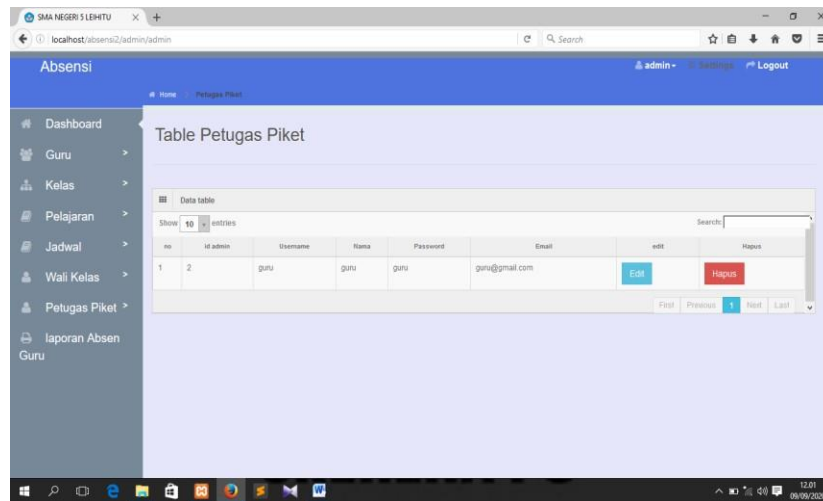 SMA NEGERI 5 LEIHITU
localhost/absensi2/admin/admin
Search
Absensi
admin
Settings
Logout
Home
Petugas Piket
Dashboard
Guru
Kelas
Pelajaran
Jadwal
Wali Kelas
Petugas Piket
laporan Absen
Guru
Table Petugas Piket
Data table
Show 10 entries
Search:
no id admin Username Nama Password Email edit Hapus
1 2 guru guru guru guru@gmail.com Edit Hapus
First Previous 1 Next Last
12.01